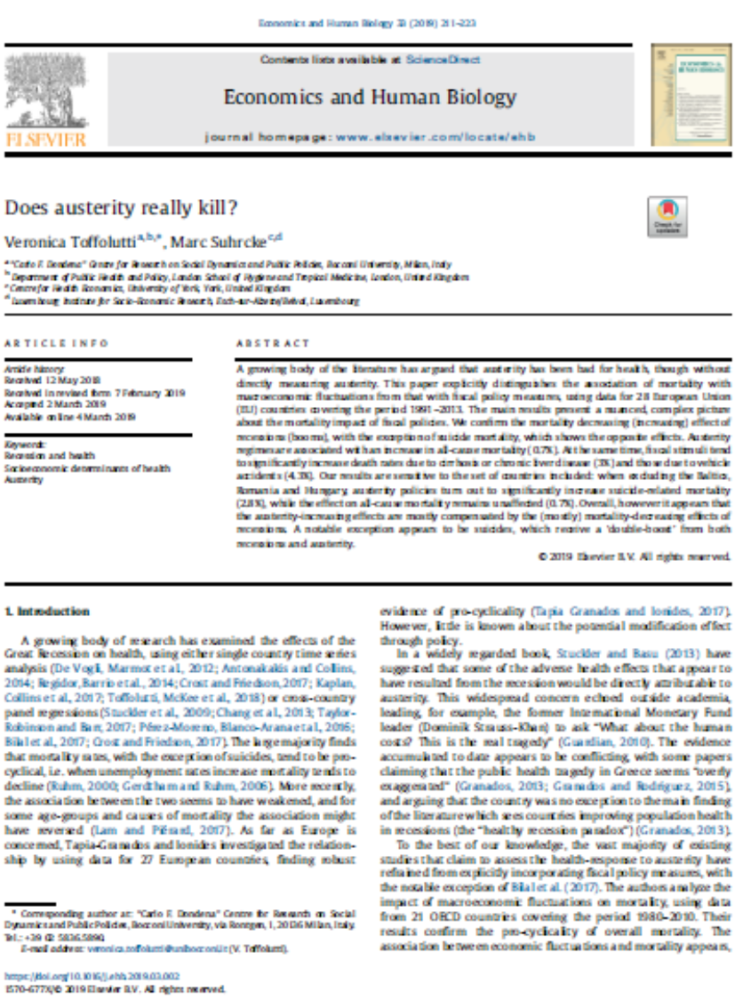 Economics and Human Biology 33 (2019) 211–223
Contents lists available at ScienceDirect
Economics and Human Biology
journal homepage: www.elsevier.com/locate/ehb
ELSEVIER
Check for
updates
Does austerity really kill?
Veronica Toffolutti a,b,*, Marc Suhrcke c,d
a "Carlo F. Dondena" Centre for Research on Social Dynamics and Public Policies, Bocconi University, Milan, Italy
b Department of Public Health and Policy, London School of Hygiene and Tropical Medicine, London, United Kingdom
c Centre for Health Economics, University of York, York, United Kingdom
d Luxembourg Institute for Socio-Economic Research, Esch-sur-Alzette/Belval, Luxembourg
ARTICLE INFO
Article history:
Received 12 May 2018
Received in revised form 7 February 2019
Accepted 2 March 2019
Available online 4 March 2019
Keywords:
Recession and health
Socioeconomic determinants of health
Austerity
ABSTRACT
A growing body of the literature has argued that austerity has been bad for health, though without
directly measuring austerity. This paper explicitly distinguishes the association of mortality with
macroeconomic fluctuations from that with fiscal policy measures, using data for 28 European Union
(EU) countries covering the period 1991–2013. The main results present a nuanced, complex picture
about the mortality impact of fiscal policies. We confirm the mortality decreasing (increasing) effect of
recessions (booms), with the exception of suicide mortality, which shows the opposite effects. Austerity
regimes are associated with an increase in all-cause mortality (0.7%). At the same time, fiscal stimuli tend
to significantly increase death rates due to cirrhosis or chronic liver disease (3%) and those due to vehicle
accidents (4.3%). Our results are sensitive to the set of countries included: when excluding the Baltics,
Romania and Hungary, austerity policies turn out to significantly increase suicide-related mortality
(2.8%), while the effect on all-cause mortality remains unaffected (0.7%). Overall, however it appears that
the austerity-increasing effects are mostly compensated by the (mostly) mortality-decreasing effects of
recessions. A notable exception appears to be suicides, which receive a 'double-boost' from both
recessions and austerity.
© 2019 Elsevier B.V. All rights reserved.
1. Introduction
A growing body of research has examined the effects of the
Great Recession on health, using either single country time series
analysis (De Vogli, Marmot et al., 2012; Antonakakis and Collins,
2014; Regidor, Barrio et al., 2014; Crost and Friedson, 2017; Kaplan,
Collins et al., 2017; Toffolutti, McKee et al., 2018) or cross-country
panel regressions (Stuckler et al., 2009; Chang et al., 2013; Taylor-
Robinson and Barr, 2017; Pérez-Moreno, Blanco-Arana et al., 2016;
Bilal et al., 2017; Crost and Friedson, 2017). The large majority finds
that mortality rates, with the exception of suicides, tend to be pro-
cyclical, i.e. when unemployment rates increase mortality tends to
decline (Ruhm, 2000; Gerdtham and Ruhm, 2006). More recently,
the association between the two seems to have weakened, and for
some age-groups and causes of mortality the association might
have reversed (Lam and Piérard, 2017). As far as Europe is
concerned, Tapia-Granados and Ionides investigated the relation-
ship by using data for 27 European countries, finding robust
* Corresponding author at: "Carlo F. Dondena" Centre for Research on Social
Dynamics and Public Policies, Bocconi University, via Rontgen, 1, 20136 Milan, Italy.
Tel.: +39 02 5836.5890.
E-mail address: veronica.toffolutti@unibocconi.it (V. Toffolutti).
https://doi.org/10.1016/j.ehb.2019.03.002
1570-677X/© 2019 Elsevier B.V. All rights reserved.
evidence of pro-cyclicality (Tapia Granados and Ionides, 2017).
However, little is known about the potential modification effect
through policy.
In a widely regarded book, Stuckler and Basu (2013) have
suggested that some of the adverse health effects that appear to
have resulted from the recession would be directly attributable to
austerity. This widespread concern echoed outside academia,
leading, for example, the former International Monetary Fund
leader (Dominik Strauss-Khan) to ask "What about the human
costs? This is the real tragedy" (Guardian, 2010). The evidence
accumulated to date appears to be conflicting, with some papers
claiming that the public health tragedy in Greece seems "overly
exaggerated" (Granados, 2013; Granados and Rodriguez, 2015),
and arguing that the country was no exception to the main finding
of the literature which sees countries improving population health
in recessions (the "healthy recession paradox") (Granados, 2013).
To the best of our knowledge, the vast majority of existing
studies that claim to assess the health-response to austerity have
refrained from explicitly incorporating fiscal policy measures, with
the notable exception of Bilal et al. (2017). The authors analyze the
impact of macroeconomic fluctuations on mortality, using data
from 21 OECD countries covering the period 1980–2010. Their
results confirm the pro-cyclicality of overall mortality. The
association between economic fluctuations and mortality appears,